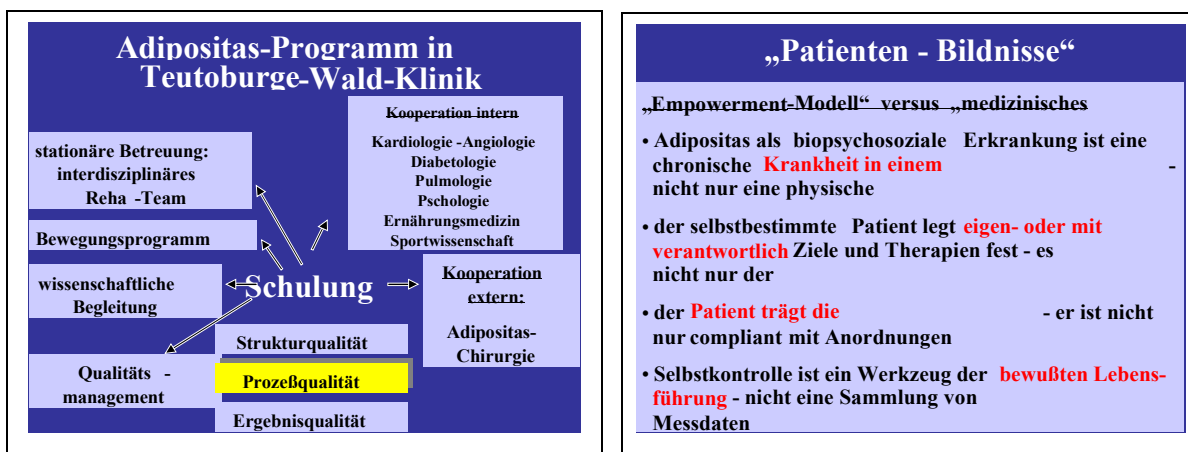 Adipositas-Programm in
Teutoburge-Wald-Klinik
Kooperation intern
Kardiologie -Angiologie
Diabetologie
Pulmologie
Pschologie
Ernährungsmedizin
Sportwissenschaft
stationäre Betreuung:
interdisziplinäres
Reha -Team
Bewegungsprogramm
wissenschaftliche
Begleitung
Schulung
Kooperation
extern:
Adipositas-
Chirurgie
Qualitäts -
management
Strukturqualität
Prozeßqualität
Ergebnisqualität
„Patienten - Bildnisse“
„Empowerment-Modell“ versus „medizinisches
• Adipositas als biopsychosoziale Erkrankung ist eine
chronische Krankheit in einem -
nicht nur eine physische
• der selbstbestimmte Patient legt eigen- oder mit
verantwortlich Ziele und Therapien fest - es
nicht nur der
• der Patient trägt die - er ist nicht
nur compliant mit Anordnungen
• Selbstkontrolle ist ein Werkzeug der bewußten Lebens-
führung - nicht eine Sammlung von
Messdaten